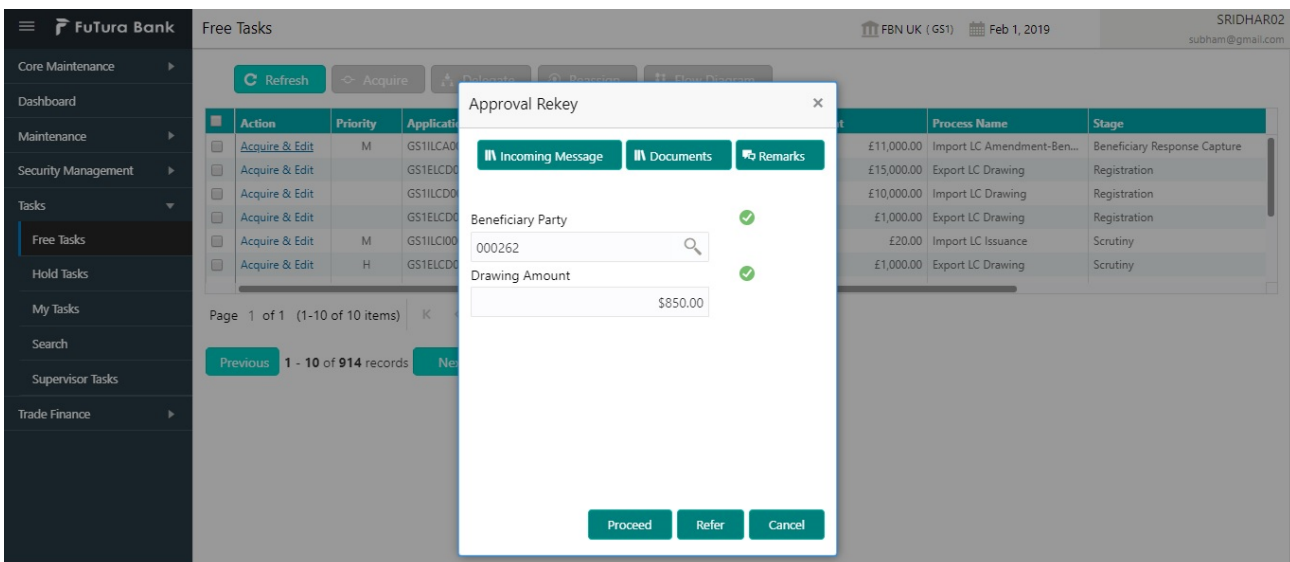 FuTura Bank
Free Tasks
FBN UK ( GS1)
Feb 1, 2019
SRIDHAR02
subham@gmail.com
Core Maintenance
Dashboard
Maintenance
Security Management
Tasks
Free Tasks
Hold Tasks
My Tasks
Search
Supervisor Tasks
Trade Finance
Refresh Acquire Delegate Reassign Flow Diagram
Action Priority Process Name Stage
Acquire & Edit M £11,000.00 Import LC Amendment-Ben... Beneficiary Response Capture
Acquire & Edit £15,000.00 Export LC Drawing Registration
Acquire & Edit £10,000.00 Import LC Drawing Registration
Acquire & Edit £1,000.00 Export LC Drawing Registration
Acquire & Edit M £20.00 Import LC Issuance Scrutiny
Acquire & Edit H £1,000.00 Export LC Drawing Scrutiny
Page 1 of 1 (1-10 of 10 items)
Previous 1 - 10 of 914 records
Approval Rekey ×
Incoming Message Documents Remarks
Beneficiary Party
000262
Drawing Amount
$850.00
Proceed Refer Cancel